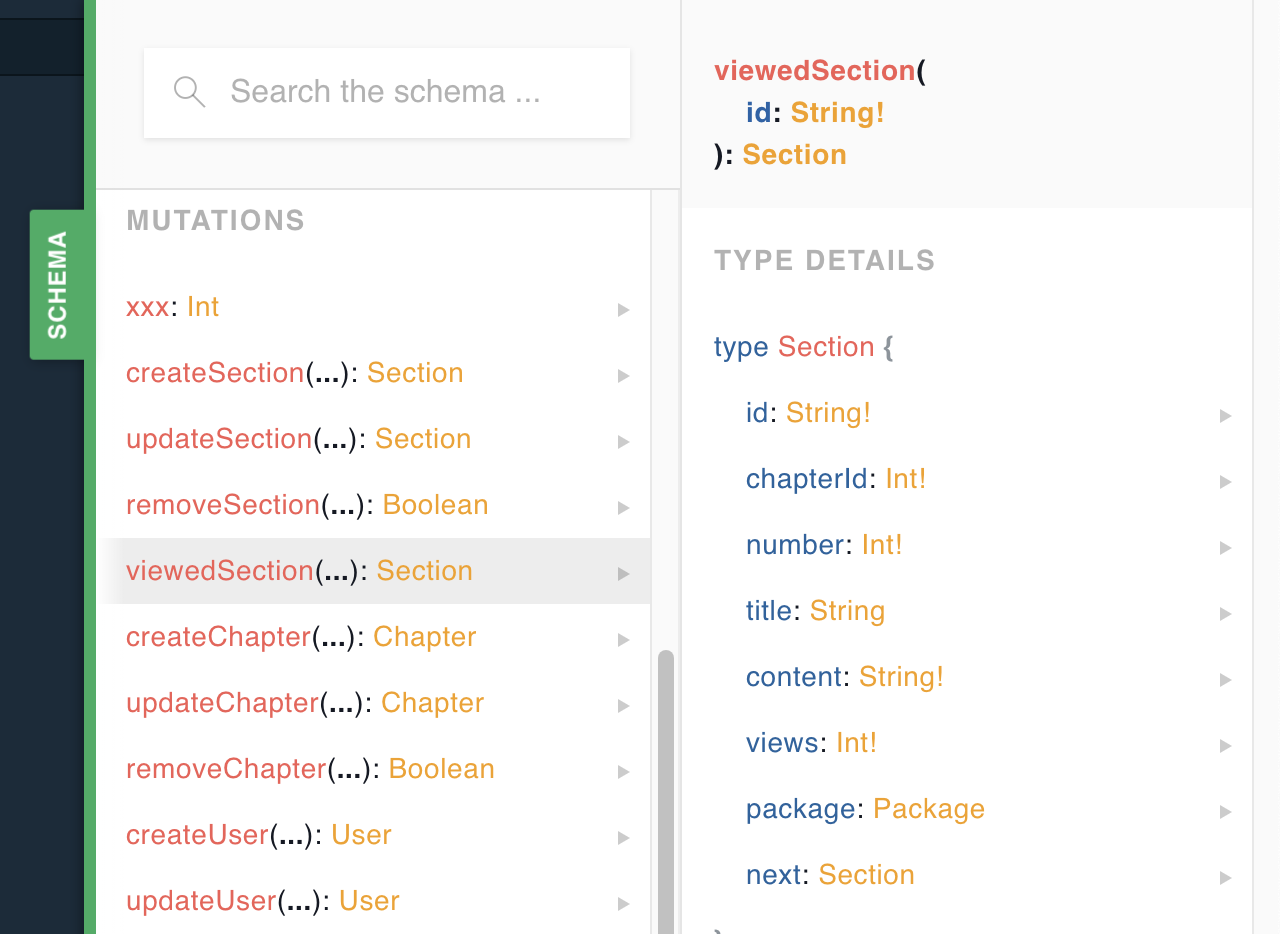 Search the schema ...
SCHEMA
MUTATIONS
xxx: Int
createSection(...): Section
updateSection(...): Section
removeSection(...): Boolean
viewedSection(...): Section
createChapter(...): Chapter
updateChapter(...): Chapter
removeChapter(...): Boolean
createUser(...): User
updateUser(...): User
viewedSection(
id: String!
): Section
TYPE DETAILS
type Section {
id: String!
chapterId: Int!
number: Int!
title: String
content: String!
views: Int!
package: Package
next: Section